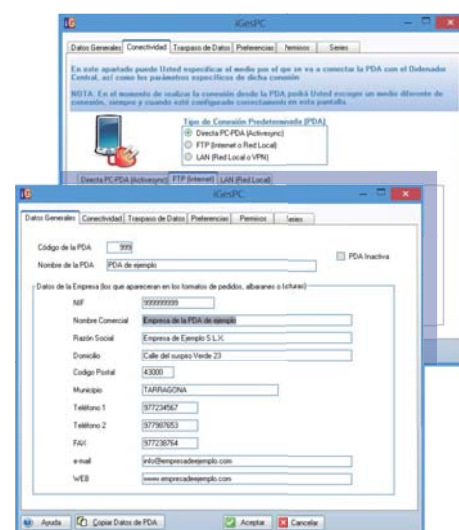 iGesPC
Datos Generales Conectividad Traspaso de Datos Preferencias Permisos Series
En este apartado puede Usted especificar el medio por el que se va a conectar la PDA con el Ordenador
Central, así como los parámetros específicos de dicha conexión
NOTA: En el momento de realizar la conexión desde la PDA podrá Usted escoger un medio diferente de
conexión, siempre y cuando esté configurado correctamente en esta pantalla.
Tipo de Conexión Predeterminada (PDA)
Directa PC-PDA (Activesync)
FTP (Internet o Red Local)
LAN (Red Local o VPN)
Directa PC-PDA (Activesync) FTP (Internet) LAN (Red Local)
iGesPC
Datos Generales Conectividad Traspaso de Datos Preferencias Permisos Series
Código de la PDA 999
Nombre de la PDA PDA de ejemplo
PDA Inactiva
Datos de la Empresa (los que apareceran en los formatos de pedidos, albaranes o facturas)
NIF 999999999
Nombre Comercial Empresa de la PDA de ejemplo
Razón Social Empresa de Ejemplo S.L.X.
Domicilio Calle del suspiro Verde 23
Codigo Postal 43000
Municipio TARRAGONA
Teléfono 1 977234567
Teléfono 2 977987653
FAX 977238764
e-mail info@empresadeejemplo.com
WEB www.empresadeejemplo.com
Ayuda Copiar Datos de PDA Aceptar Cancelar